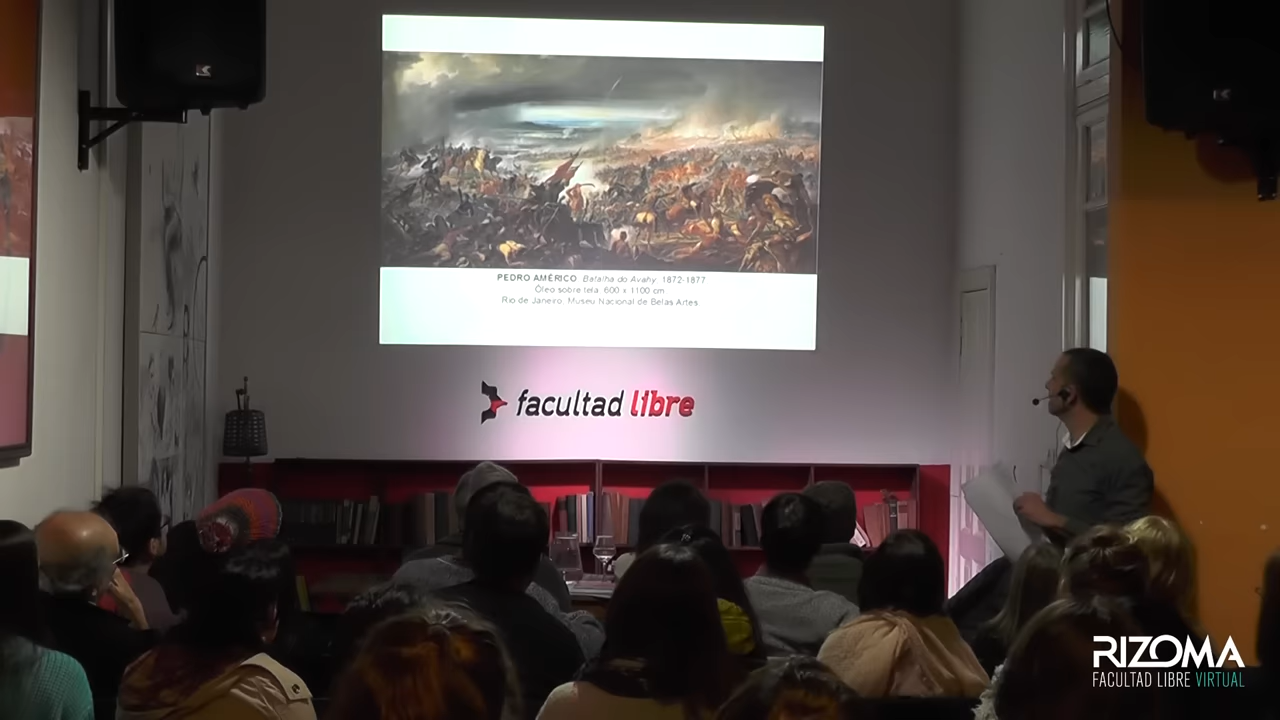 PEDRO AMÉRICO Batalha do Avahy 1872-1877
Óleo sobre tela 600 x 1100 cm
Rio de Janeiro Museu Nacional de Belas Artes
facultad libre
RIZOMA
FACULTAD LIBRE VIRTUAL